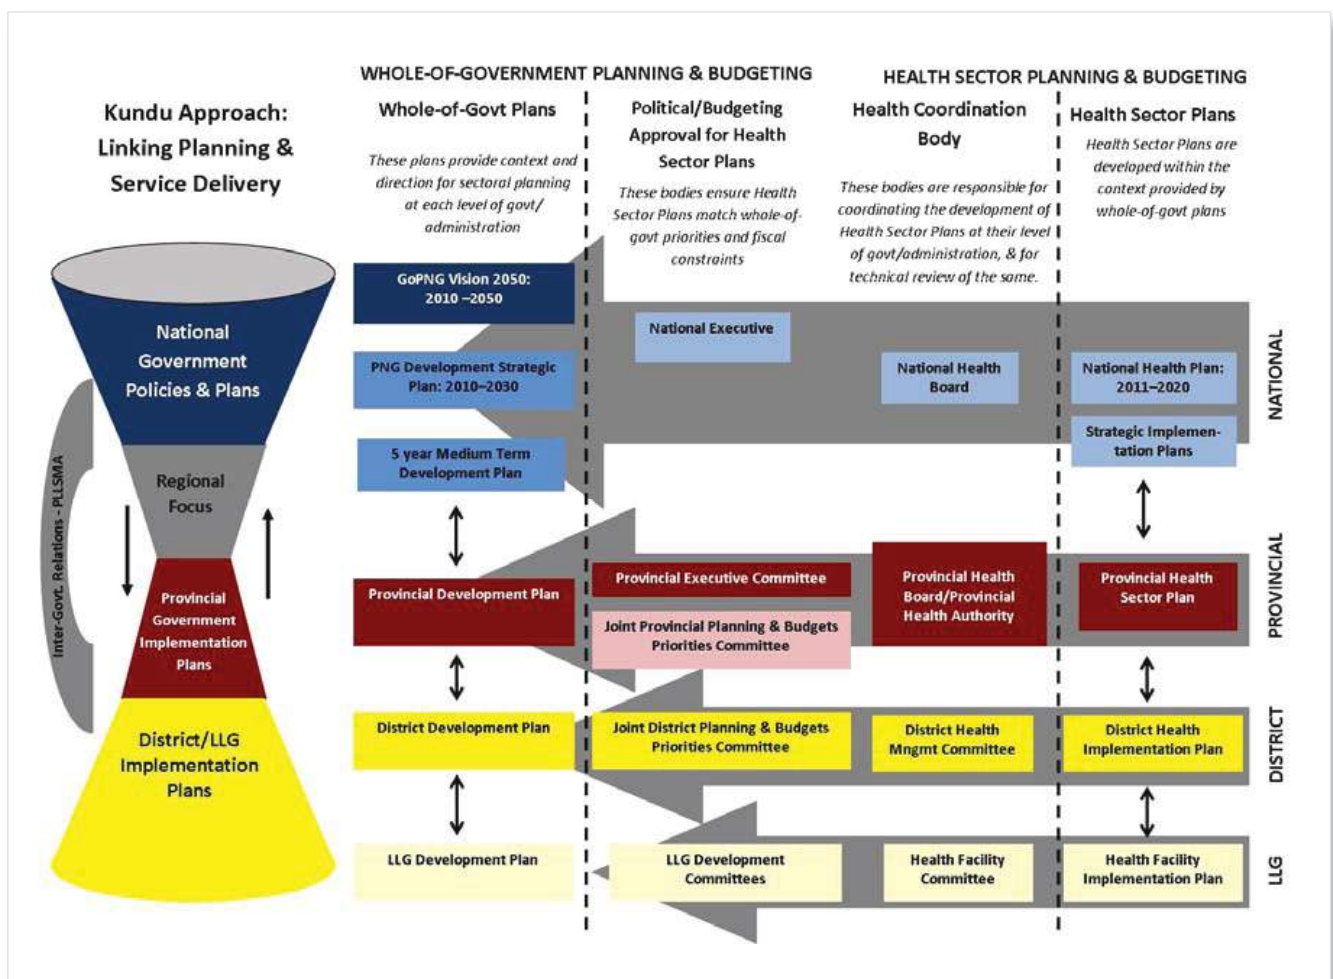 WHOLE-OF-GOVERNMENT PLANNING & BUDGETING
HEALTH SECTOR PLANNING & BUDGETING
Kundu Approach:
Linking Planning &
Service Delivery
Whole-of-Govt Plans
These plans provide context and
direction for sectoral planning
at each level of govt/
administration
Political/Budgeting
Approval for Health
Sector Plans
These bodies ensure Health
Sector Plans match whole-of-
govt priorities and fiscal
constraints
Health Coordination
Body
These bodies are responsible for
coordinating the development of
Health Sector Plans at their level
of govt/administration, & for
technical review of the same.
Health Sector Plans
Health Sector Plans are
developed within the
context provided by
whole-of-govt plans
National
Government
Policies & Plans
Regional
Focus
Provincial
Government
Implementation
Plans
District/LLG
Implementation
Plans
Inter-Govt. Relations - PLLSMA
GoPNG Vision 2050:
2010 –2050
PNG Development Strategic
Plan: 2010–2030
5 year Medium Term
Development Plan
National Executive
National Health
Board
National Health Plan:
2011–2020
Strategic Implemen-
tation Plans
NATIONAL
Provincial Development Plan
Provincial Executive Committee
Joint Provincial Planning & Budgets
Priorities Committee
Provincial Health
Board/Provincial
Health Authority
Provincial Health
Sector Plan
PROVINCIAL
District Development Plan
Joint District Planning & Budgets
Priorities Committee
District Health
Mngmt Committee
District Health
Implementation Plan
DISTRICT
LLG Development Plan
LLG Development
Committees
Health Facility
Committee
Health Facility
Implementation Plan
LLG